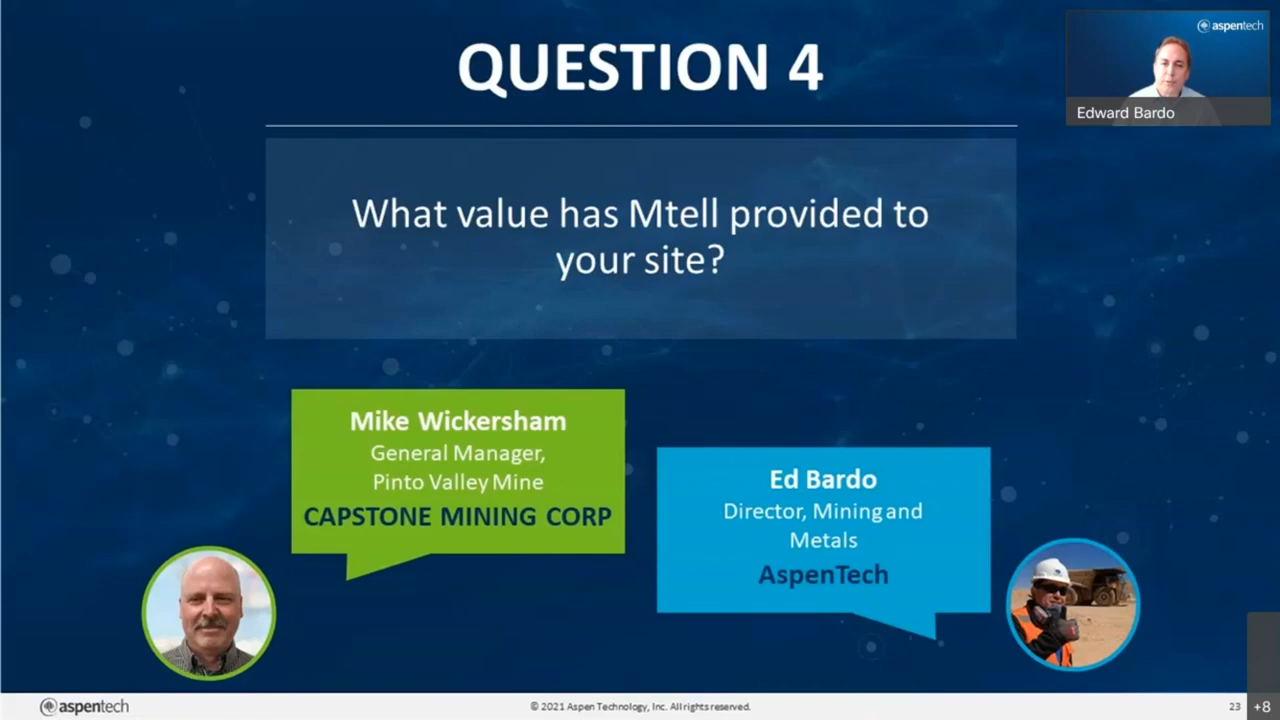 QUESTION 4
aspentech
Edward Bardo
What value has Mtell provided to
your site?
Mike Wickersham
General Manager,
Pinto Valley Mine
CAPSTONE MINING CORP
Ed Bardo
Director, Mining and
Metals
AspenTech
aspentech
© 2021 Aspen Technology, Inc. All rights reserved.
23
+8